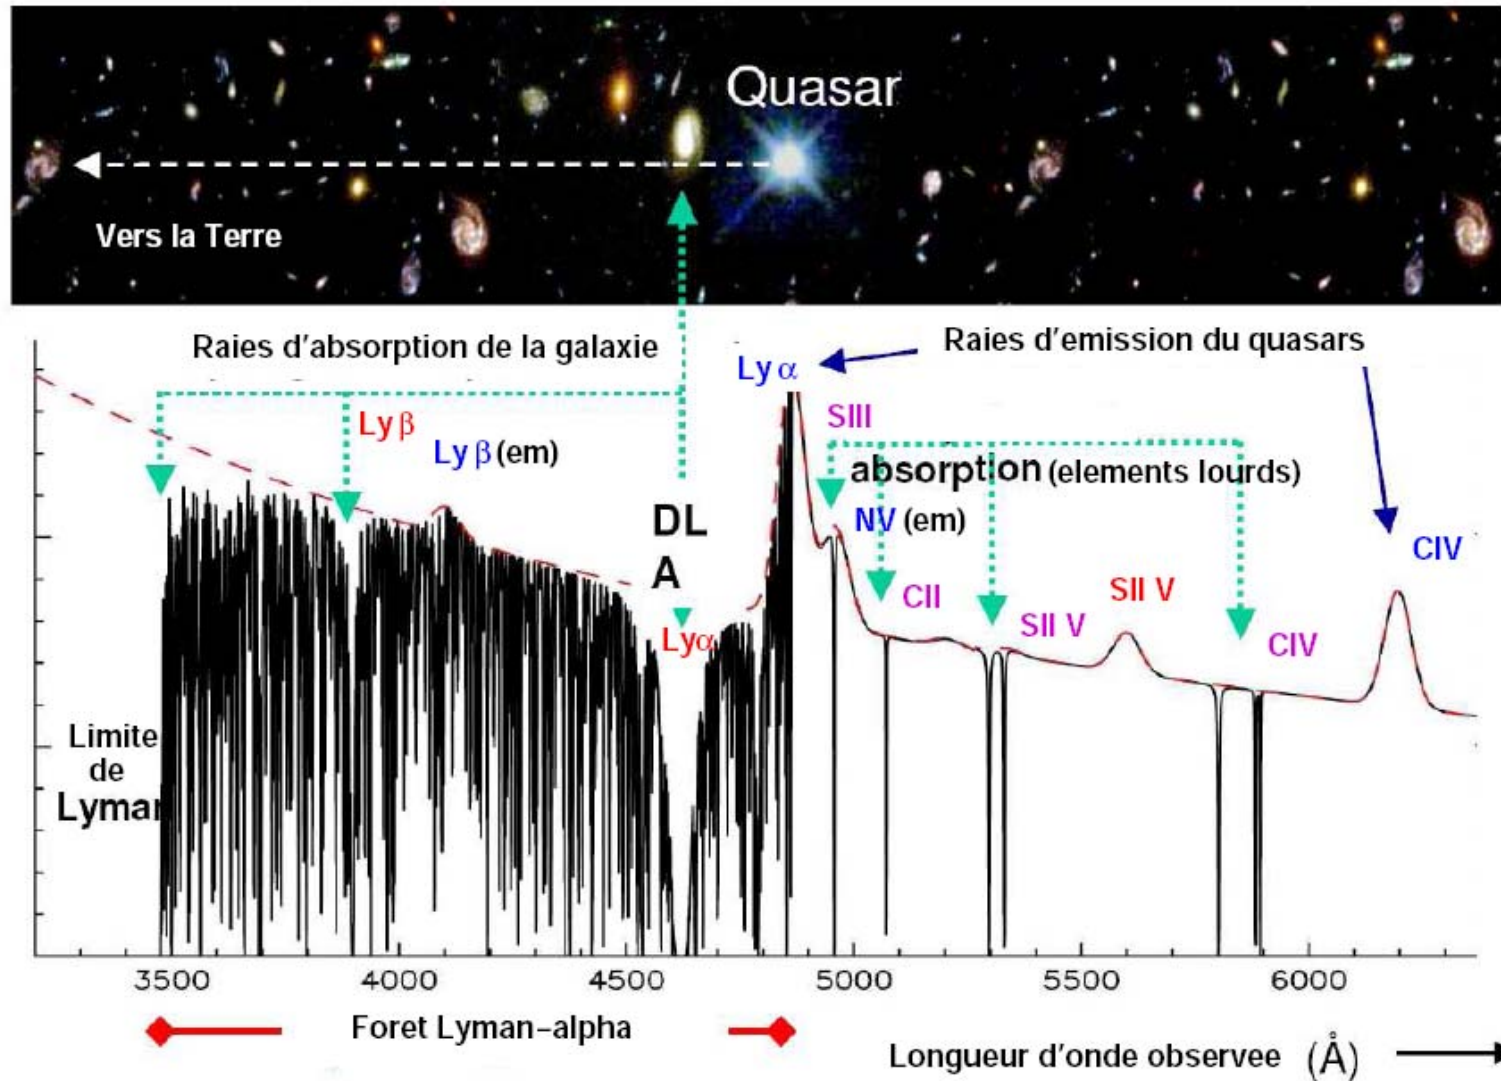 Quasar
Vers la Terre
Raies d'absorption de la galaxie
Raies d'emission du quasars
Ly α
Ly β
Ly β (em)
SIII
absorption (elements lourds)
NV (em)
DL
A
Lyα
CII
SII V
SII V
CIV
CIV
Limite
de
Lyman
3500 4000 4500 5000 5500 6000
Foret Lyman-alpha
Longueur d'onde observee (Å)